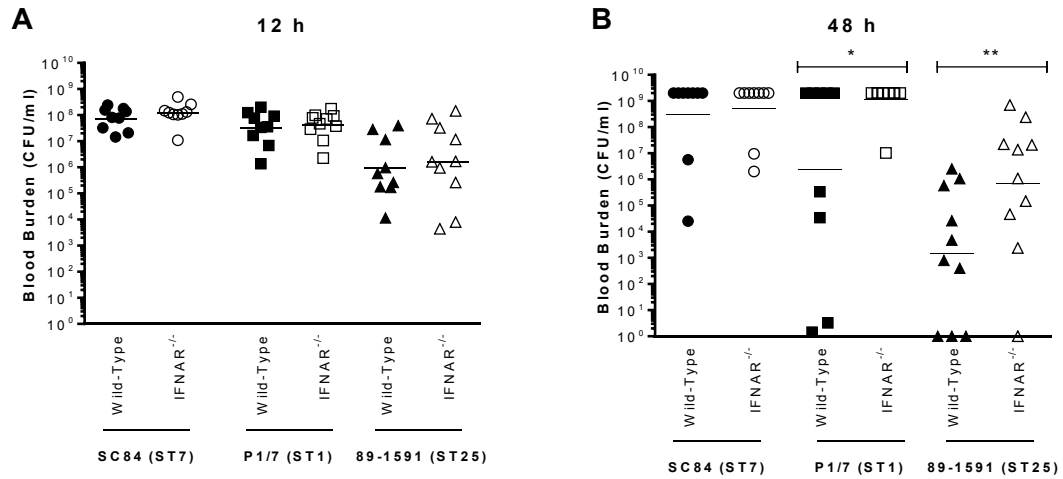 A
12 h
Blood Burden (CFU/ml)
10^10
10^9
10^8
10^7
10^6
10^5
10^4
10^3
10^2
10^1
10^0
Wild-Type
IFNAR^-/-
Wild-Type
IFNAR^-/-
Wild-Type
IFNAR^-/-
SC84 (ST7)
P1/7 (ST1)
89-1591 (ST25)
B
48 h
*
**
Blood Burden (CFU/ml)
10^10
10^9
10^8
10^7
10^6
10^5
10^4
10^3
10^2
10^1
10^0
Wild-Type
IFNAR^-/-
Wild-Type
IFNAR^-/-
Wild-Type
IFNAR^-/-
SC84 (ST7)
P1/7 (ST1)
89-1591 (ST25)